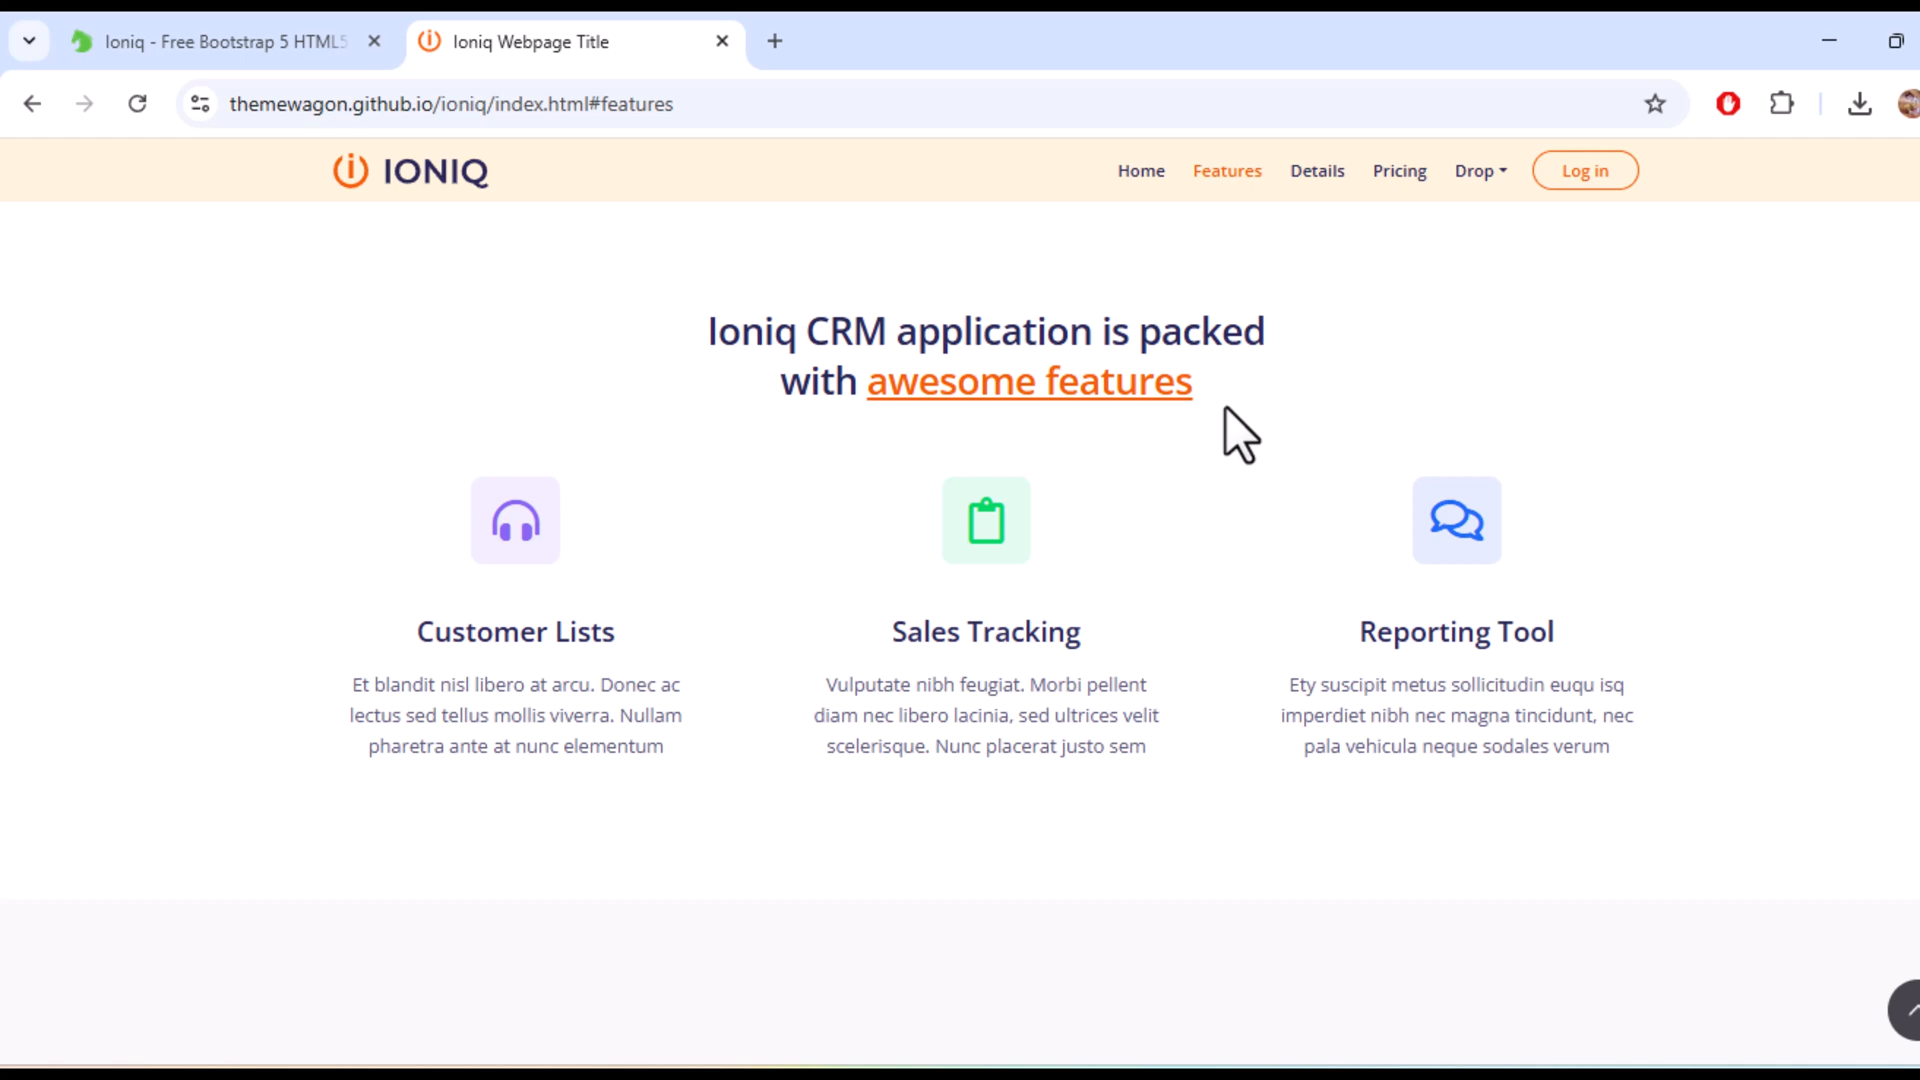 Ioniq - Free Bootstrap 5 HTML5
Ioniq Webpage Title
themewagon.github.io/ioniq/index.html#features
IONIQ
Home
Features
Details
Pricing
Drop
Log in
Ioniq CRM application is packed
with awesome features
Customer Lists
Et blandit nisl libero at arcu. Donec ac
lectus sed tellus mollis viverra. Nullam
pharetra ante at nunc elementum
Sales Tracking
Vulputate nibh feugiat. Morbi pellent
diam nec libero lacinia, sed ultrices velit
scelerisque. Nunc placerat justo sem
Reporting Tool
Ety suscipit metus sollicitudin euqu isq
imperdiet nibh nec magna tincidunt, nec
pala vehicula neque sodales verum